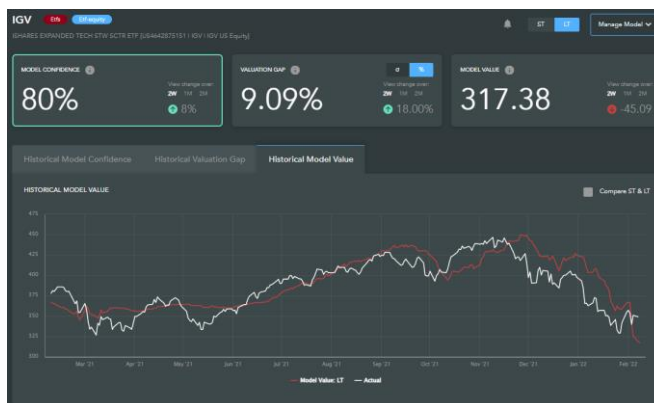 IGV Etfs Etf-equity ST LT Manage Model
ISHARES EXPANDED TECH STW SCTR ETP [US4642875151 | IGV | IGV US Equity]
MODEL CONFIDENCE VALUATION GAP σ % MODEL VALUE
View change over: View change over: View change over:
80% 2W 1M 2M 9.09% 2W 1M 2M 317.38 2W 1M 2M
8% 18.00% -45.09
Historical Model Confidence Historical Valuation Gap Historical Model Value
HISTORICAL MODEL VALUE Compare ST & LT
475
450
425
400
375
350
325
300
Mar '21 Apr '21 May '21 Jun '21 Jul '21 Aug '21 Sep '21 Oct '21 Nov '21 Dec '21 Jan '22 Feb '22
Model Value: LT Actual